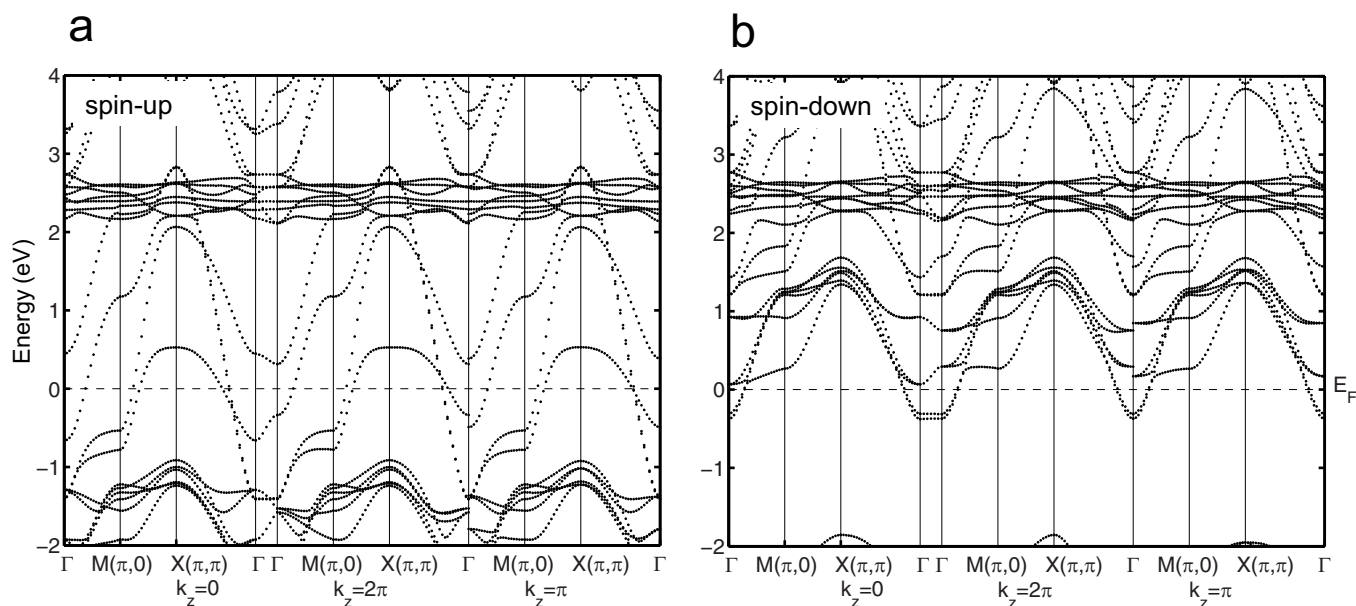 a
b
spin-up
spin-down
Energy (eV)
4
3
2
1
0
−1
−2
4
3
2
1
0
−1
−2
E_F
Γ M(π,0) X(π,π) Γ Γ M(π,0) X(π,π) Γ M(π,0) X(π,π) Γ
k_z=0 k_z=2π k_z=π
Γ M(π,0) X(π,π) Γ Γ M(π,0) X(π,π) Γ M(π,0) X(π,π) Γ
k_z=0 k_z=2π k_z=π